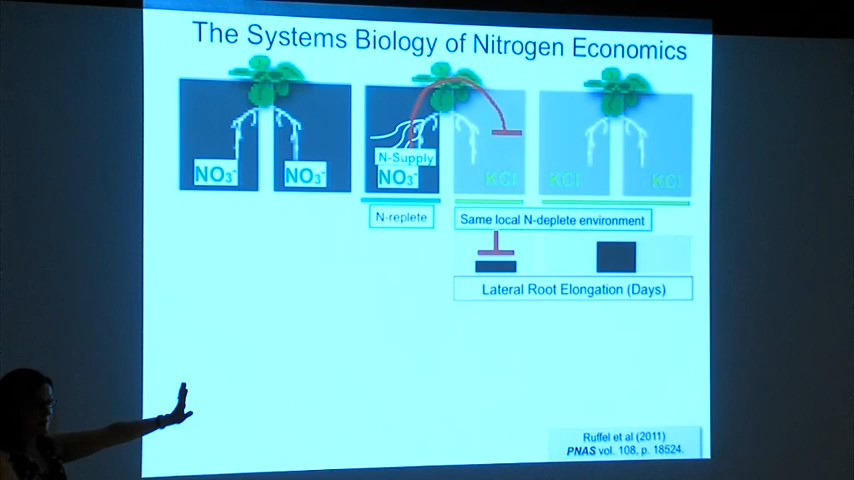 The Systems Biology of Nitrogen Economics
NO3-
NO3-
N-Supply
NO3-
KCl
KCl
KCl
N-replete
Same local N-deplete environment
Lateral Root Elongation (Days)
Ruffel et al (2011)
PNAS vol. 108, p. 18524.